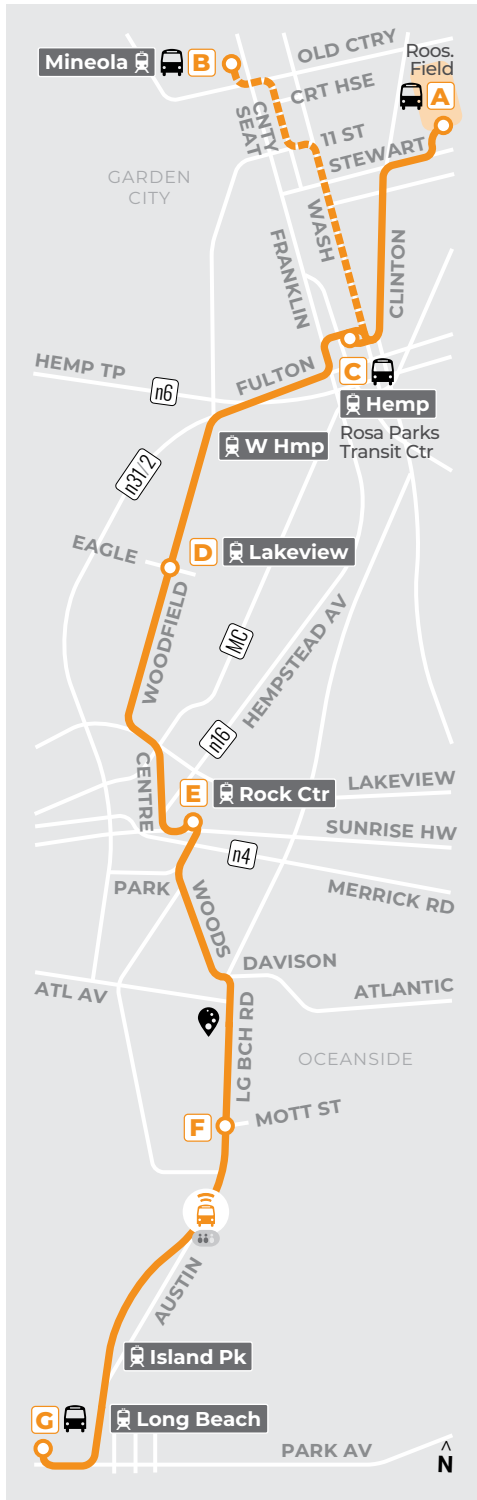 OLD CTRY
Roos.
Field
Mineola
B
CRT HSE
A
CNTY
SEAT
11 ST
STEWART
GARDEN
CITY
WASH
FRANKLIN
CLINTON
HEMP TP
n6
FULTON
C
Hemp
W Hmp
Rosa Parks
Transit Ctr
n31/2
EAGLE
D
Lakeview
WOODFIELD
MC
HEMPSTEAD AV
n16
CENTRE
E
Rock Ctr
LAKEVIEW
SUNRISE HW
n4
PARK
WOODS
MERRICK RD
DAVISON
ATL AV
ATLANTIC
LG BCH RD
OCEANSIDE
F
MOTT ST
AUSTIN
Island Pk
G
Long Beach
PARK AV
N